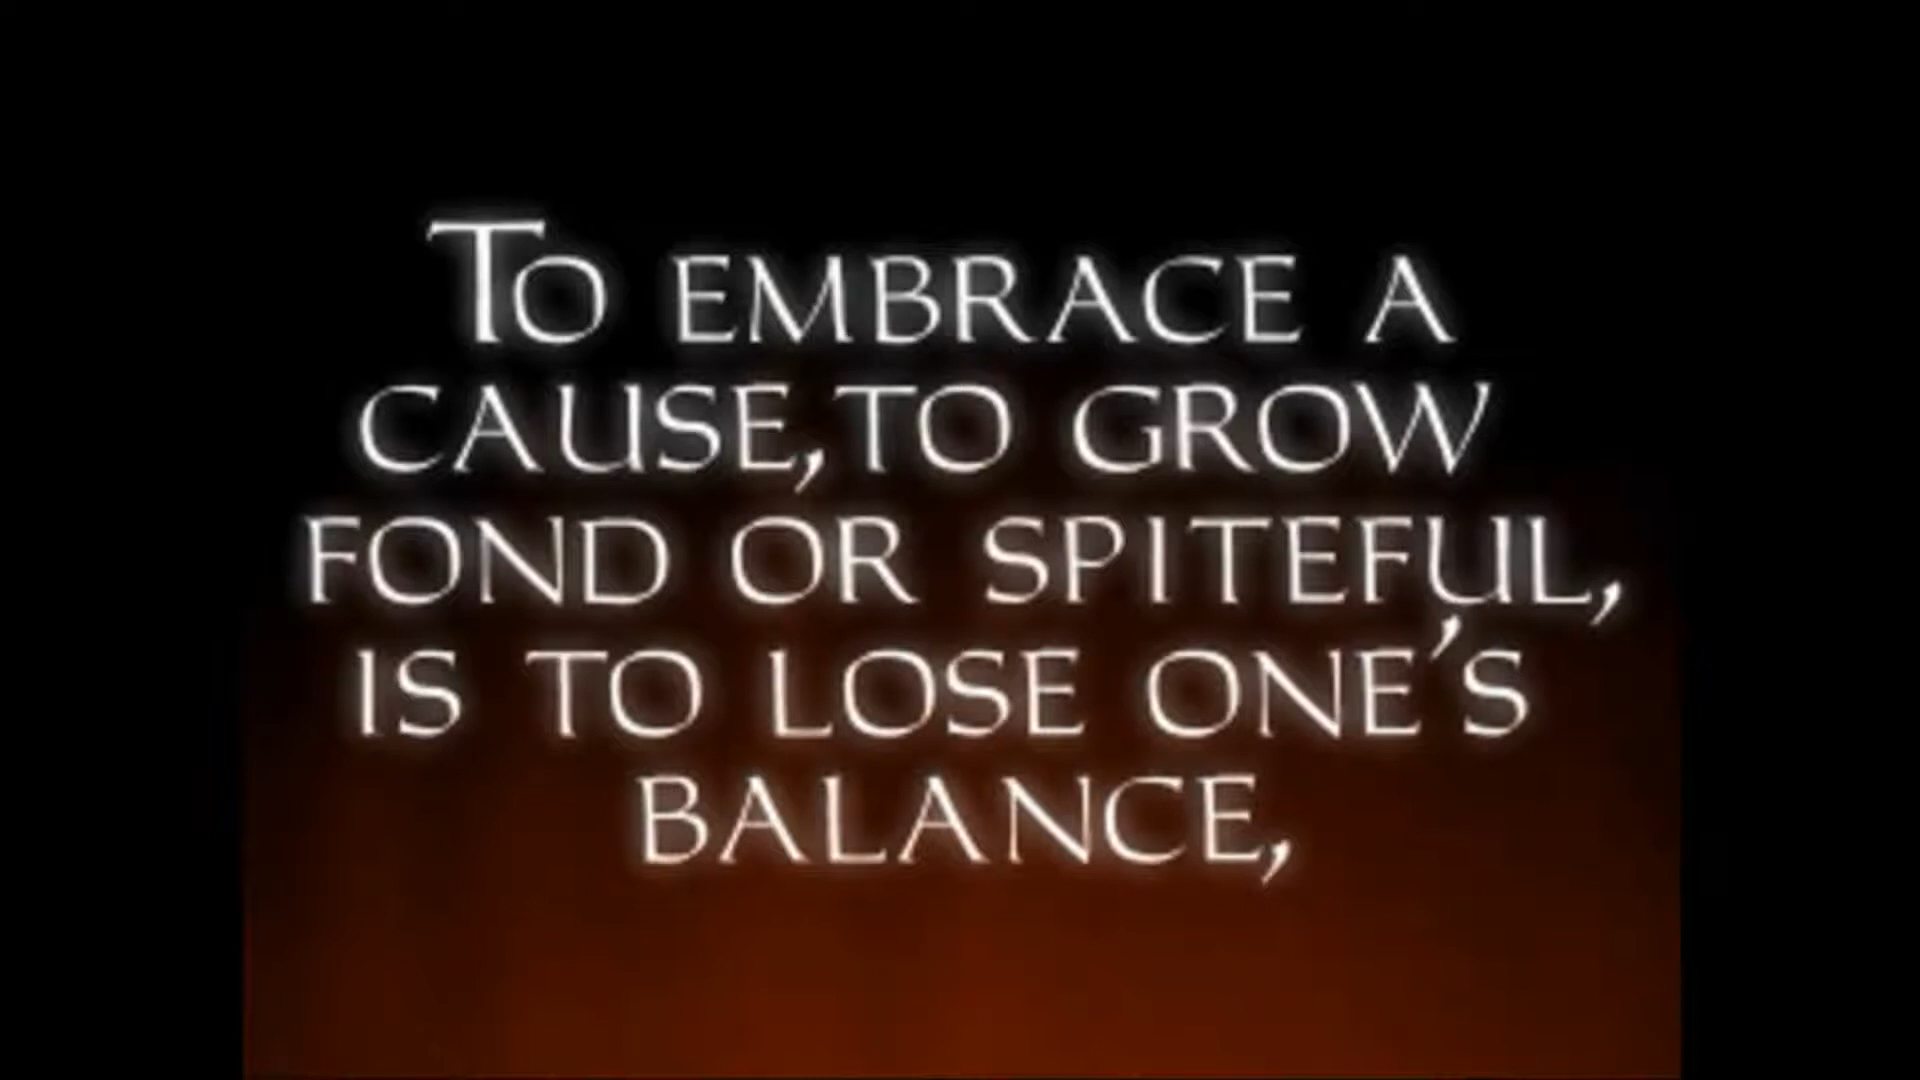 To EMBRACE A
CAUSE, TO GROW
FOND OR SPITEFUL,
IS TO LOSE ONE'S
BALANCE,